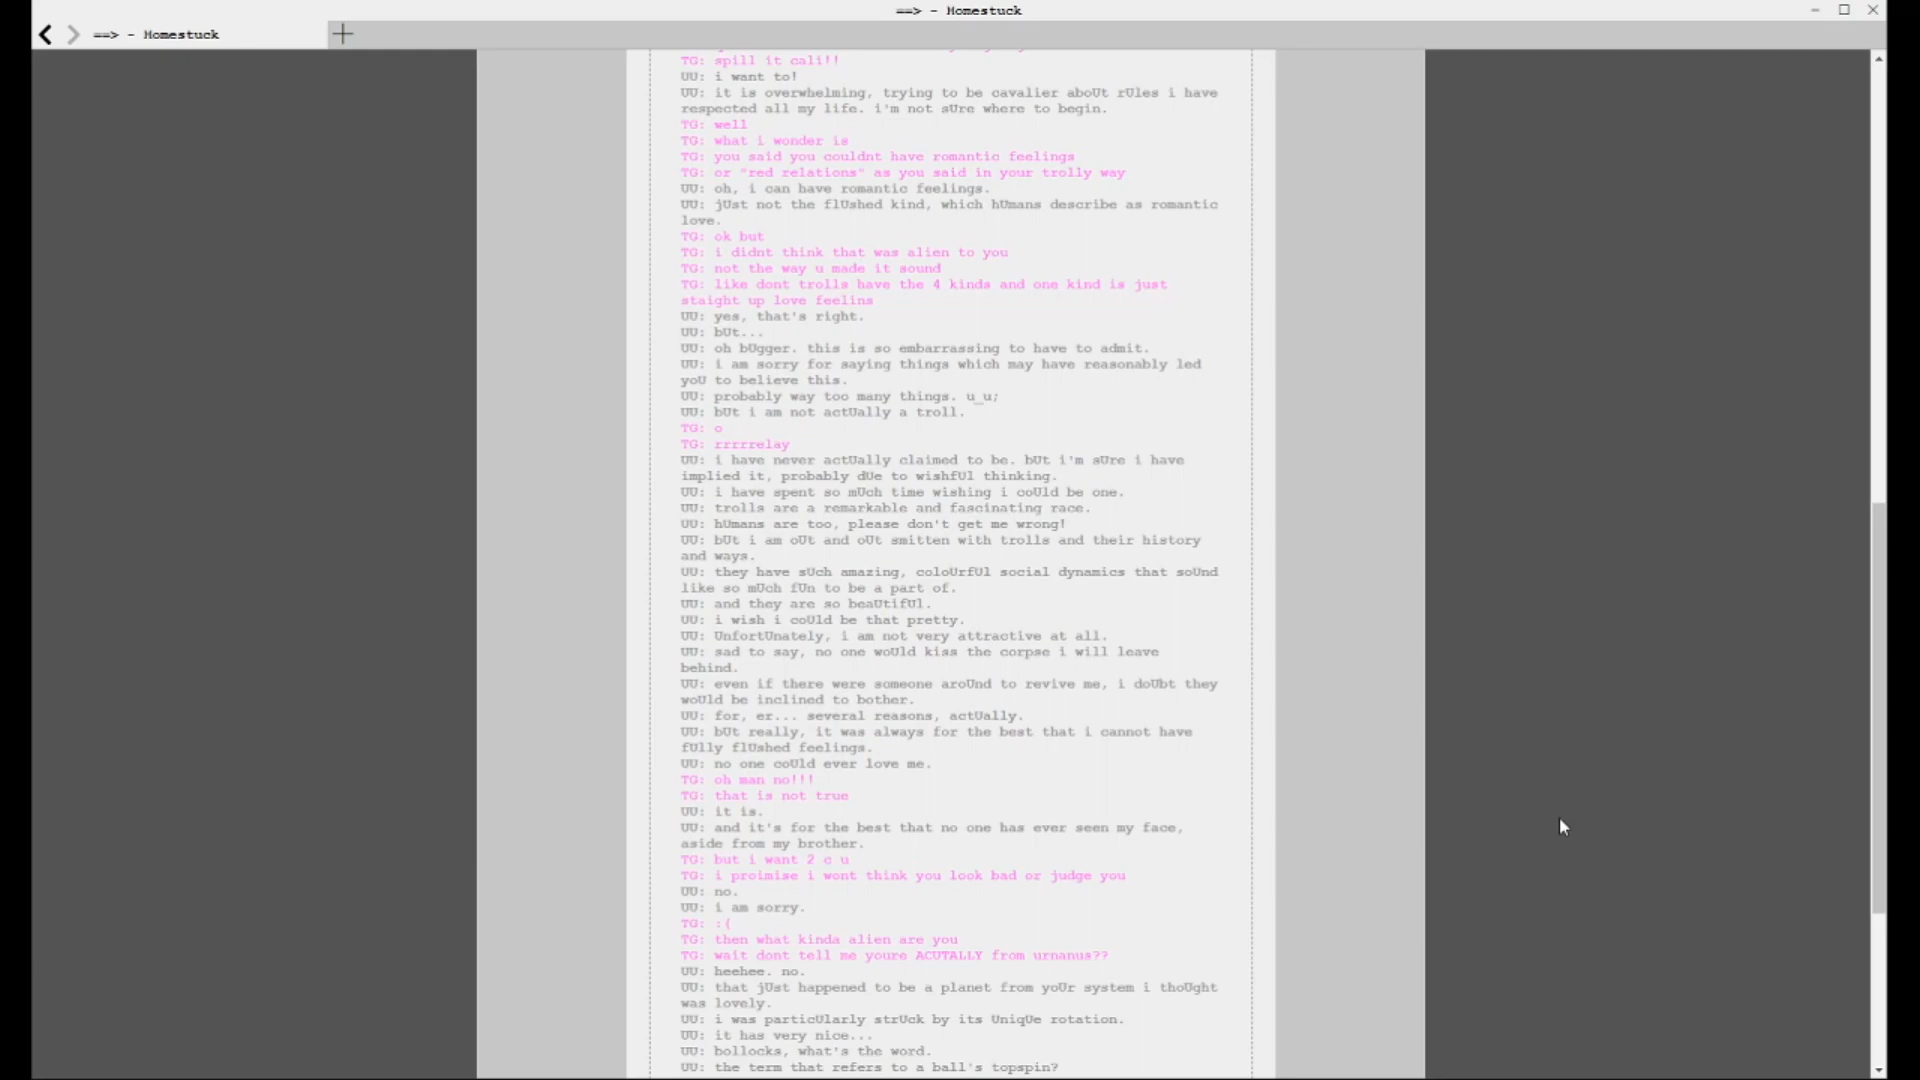 ==> - Homestuck
==> - Homestuck
TG: spill it cali!!
UU: i want to!
UU: it is overwhelming, trying to be cavalier aboUt rUles i have
respected all my life. i'm not sUre where to begin.
TG: well
TG: what i wonder is
TG: you said you couldnt have romantic feelings
TG: or "red relations" as you said in your trolly way
UU: oh, i can have romantic feelings.
UU: jUst not the flUshed kind, which hUmans describe as romantic
love.
TG: ok but
TG: i didnt think that was alien to you
TG: not the way u made it sound
TG: like dont trolls have the 4 kinds and one kind is just
staight up love feelins
UU: yes, that's right.
UU: bUt...
UU: oh bUgger. this is so embarrassing to have to admit.
UU: i am sorry for saying things which may have reasonably led
yoU to believe this.
UU: probably way too many things. u_u;
UU: bUt i am not actUally a troll.
TG: o
TG: rrrrrelay
UU: i have never actUally claimed to be. bUt i'm sUre i have
implied it, probably dUe to wishfUl thinking.
UU: i have spent so mUch time wishing i coUld be one.
UU: trolls are a remarkable and fascinating race.
UU: hUmans are too, please don't get me wrong!
UU: bUt i am oUt and oUt smitten with trolls and their history
and ways.
UU: they have sUch amazing, coloUrfUl social dynamics that soUnd
like so mUch fUn to be a part of.
UU: and they are so beaUtifUl.
UU: i wish i coUld be that pretty.
UU: UnfortUnately, i am not very attractive at all.
UU: sad to say, no one woUld kiss the corpse i will leave
behind.
UU: even if there were someone aroUnd to revive me, i doUbt they
woUld be inclined to bother.
UU: for, er... several reasons, actUally.
UU: bUt really, it was always for the best that i cannot have
fUlly flUshed feelings.
UU: no one coUld ever love me.
TG: oh man no!!!
TG: that is not true
UU: it is.
UU: and it's for the best that no one has ever seen my face,
aside from my brother.
TG: but i want 2 c u
TG: i proimise i wont think you look bad or judge you
UU: no.
UU: i am sorry.
TG: :(
TG: then what kinda alien are you
TG: wait dont tell me youre ACUTALLY from urnanus??
UU: heehee. no.
UU: that jUst happened to be a planet from yoUr system i thoUght
was lovely.
UU: i was particUlarly strUck by its UniqUe rotation.
UU: it has very nice...
UU: bollocks, what's the word.
UU: the term that refers to a ball's topspin?